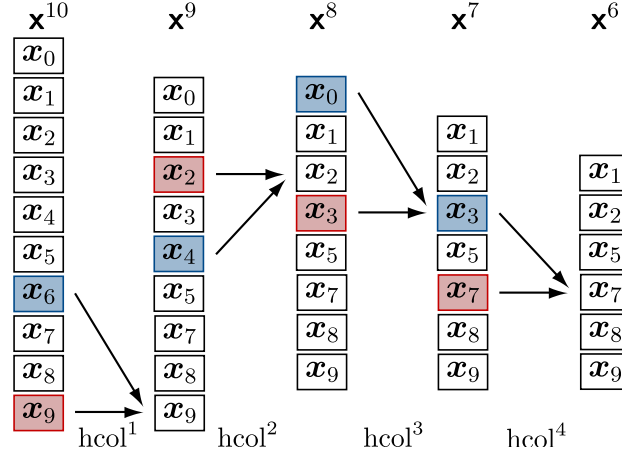 x¹⁰ x⁹ x⁸ x⁷ x⁶
x₀
x₁
x₂
x₃
x₄
x₅
x₆
x₇
x₈
x₉
x₀
x₁
x₂
x₃
x₄
x₅
x₇
x₈
x₉
x₀
x₁
x₂
x₃
x₅
x₇
x₈
x₉
x₁
x₂
x₃
x₅
x₇
x₈
x₉
x₁
x₂
x₅
x₇
x₈
x₉
hcol¹ hcol² hcol³ hcol⁴